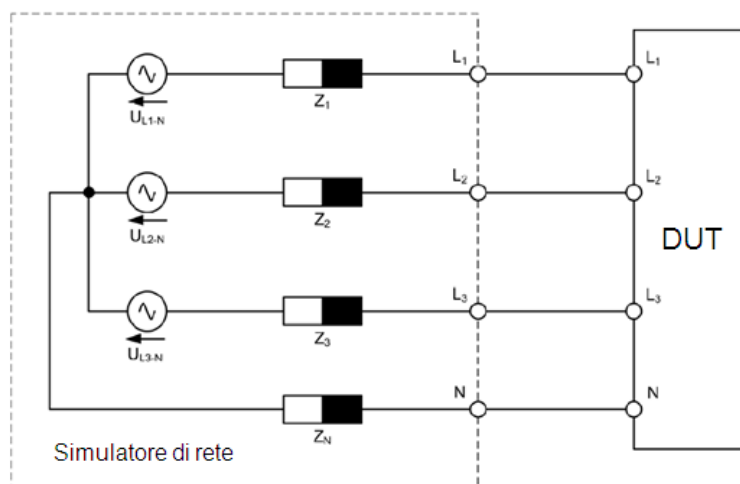 L1
L1
UL1-N
Z1
L2
L2
UL2-N
Z2
DUT
L3
L3
UL3-N
Z3
N
N
ZN
Simulatore di rete